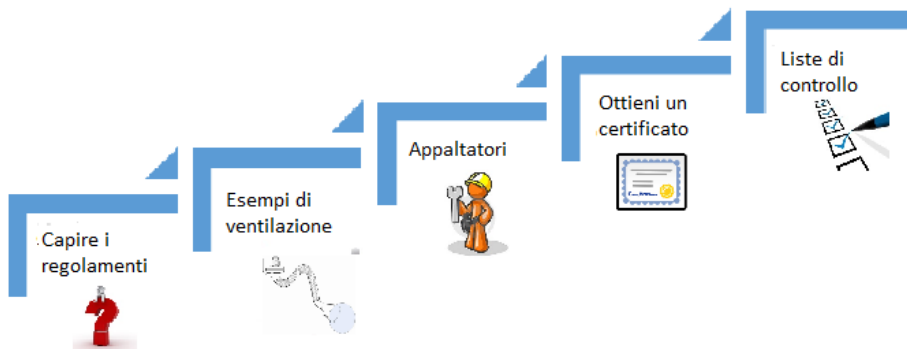 Capire i
regolamenti
Esempi di
ventilazione
Appaltatori
Ottieni un
certificato
Liste di
controllo